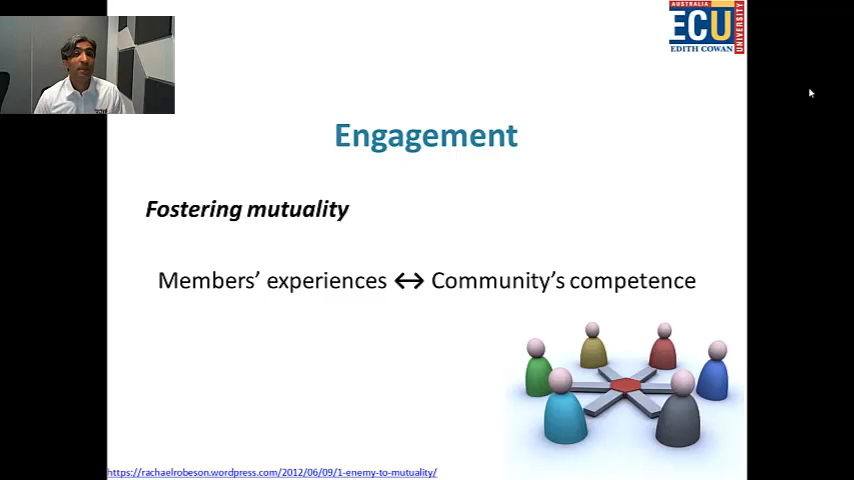 AUSTRALIA
ECU
EDITH COWAN
UNIVERSITY
Engagement
Fostering mutuality
Members’ experiences ↔ Community’s competence
https://rachaelrobeson.wordpress.com/2012/06/09/1-enemy-to-mutuality/